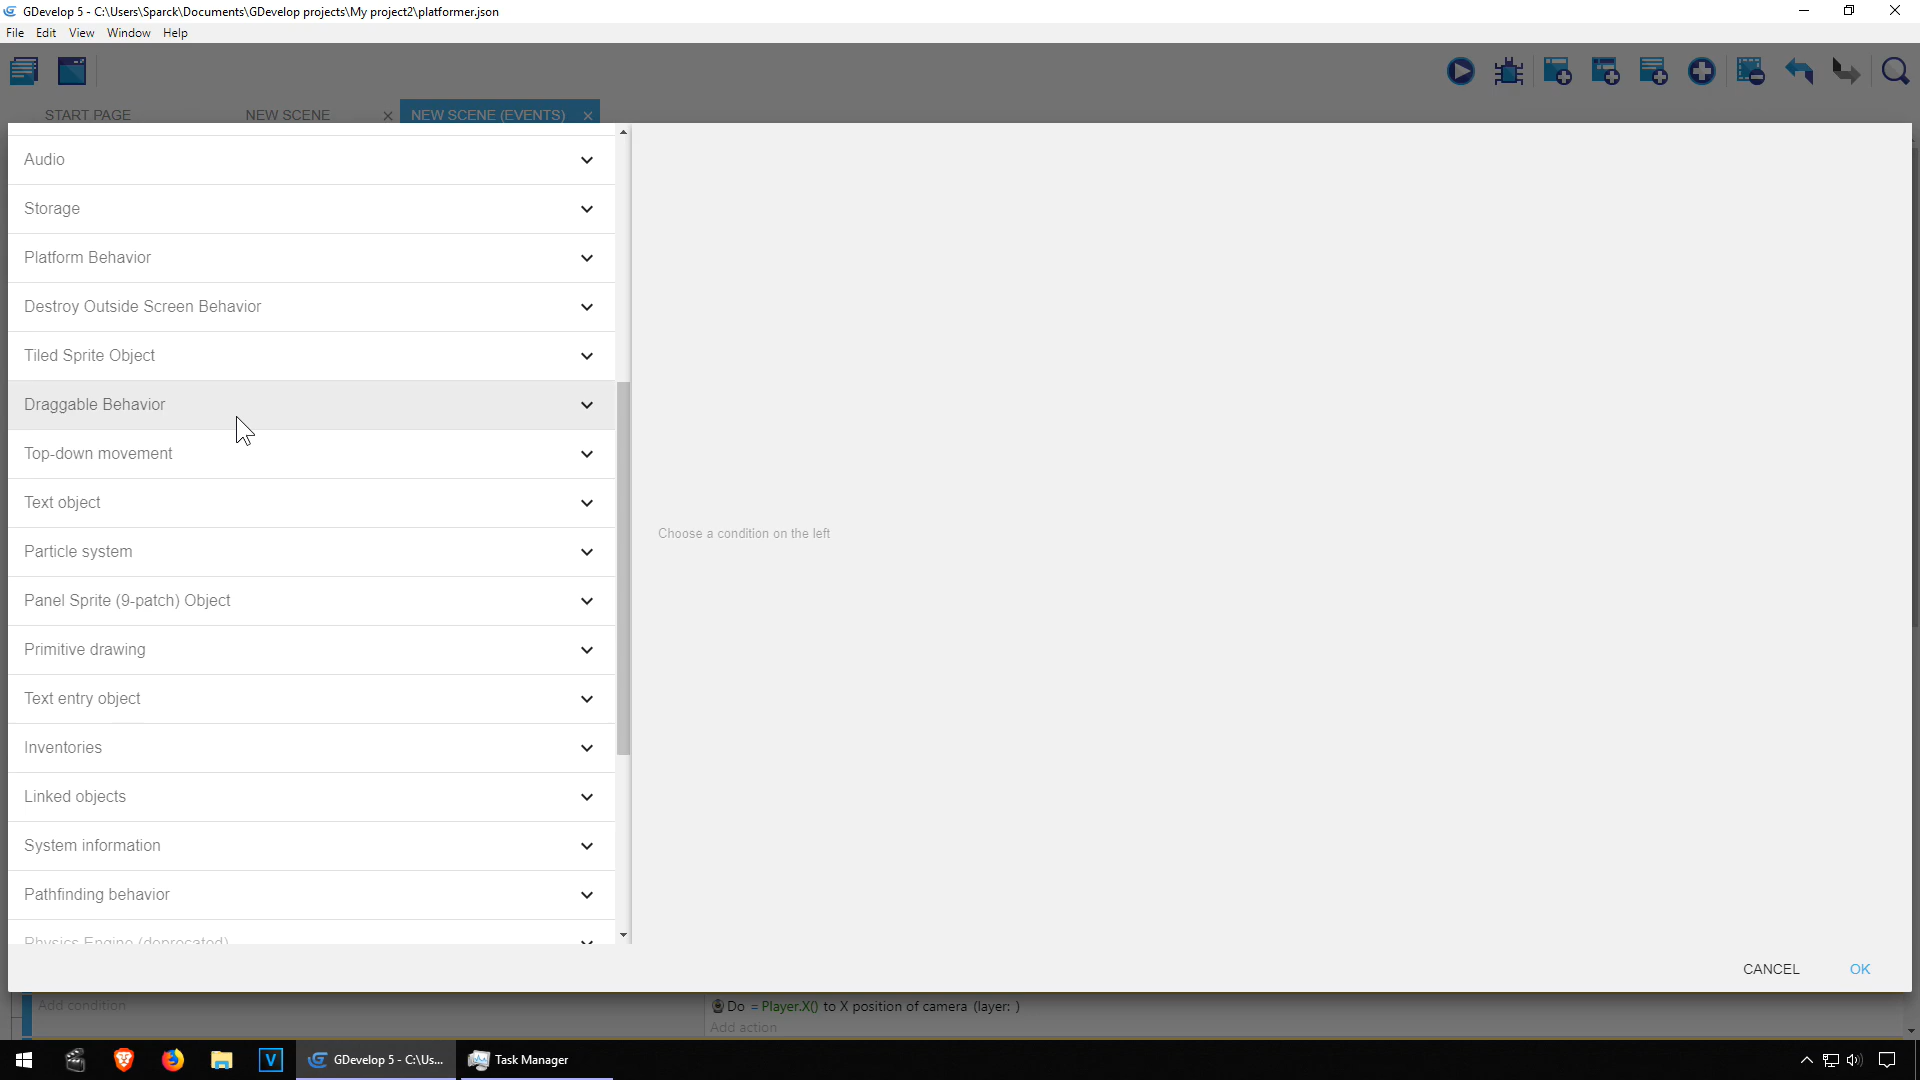 GDevelop 5 - C:\Users\Sparck\Documents\GDevelop projects\My project2\platformer.json
File Edit View Window Help
START PAGE NEW SCENE NEW SCENE (EVENTS)
Audio
Storage
Platform Behavior
Destroy Outside Screen Behavior
Tiled Sprite Object
Draggable Behavior
Top-down movement
Text object
Particle system
Panel Sprite (9-patch) Object
Primitive drawing
Text entry object
Inventories
Linked objects
System information
Pathfinding behavior
Physics Engine (deprecated)
Choose a condition on the left
CANCEL OK
Add condition
Do = Player.X() to X position of camera (layer: )
Add action
V
GDevelop 5 - C:\Us...
Task Manager